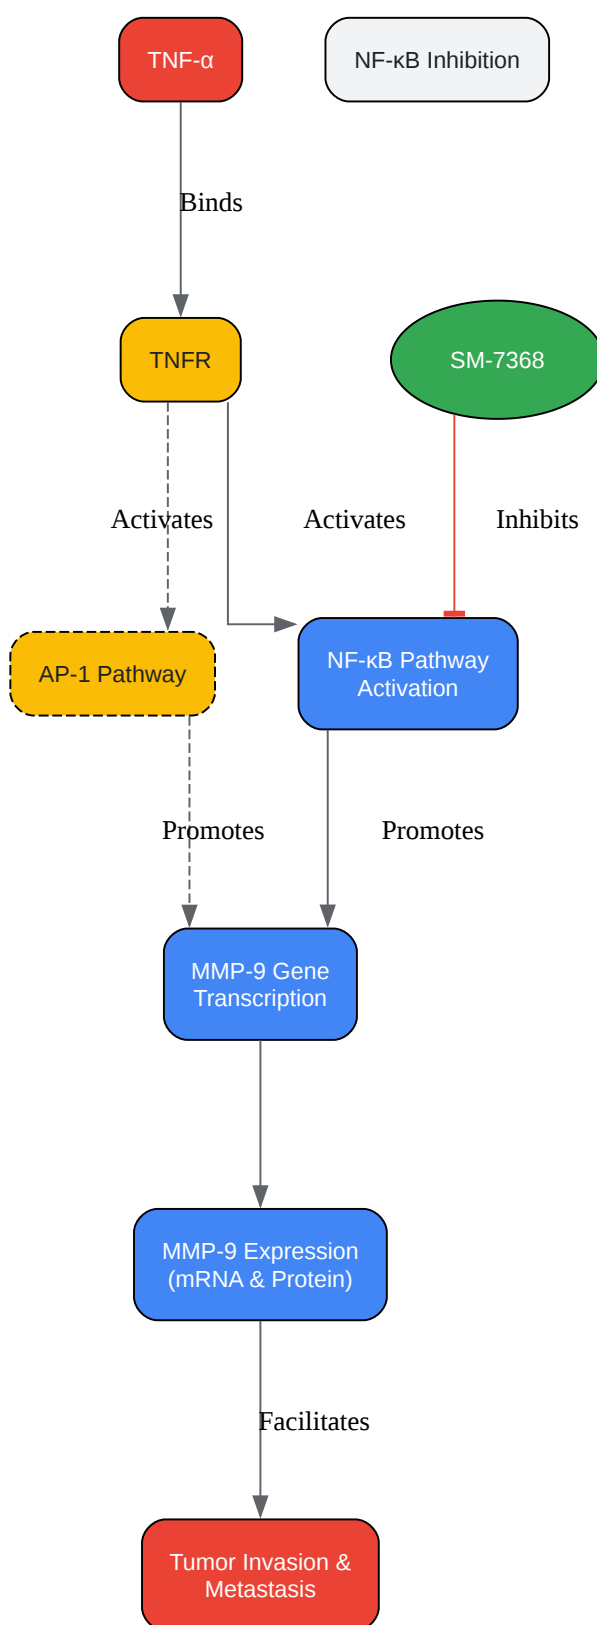 TNF-α
NF-κB Inhibition
Binds
TNFR
SM-7368
Activates
Activates
Inhibits
AP-1 Pathway
NF-κB Pathway
Activation
Promotes
Promotes
MMP-9 Gene
Transcription
MMP-9 Expression
(mRNA & Protein)
Facilitates
Tumor Invasion &
Metastasis